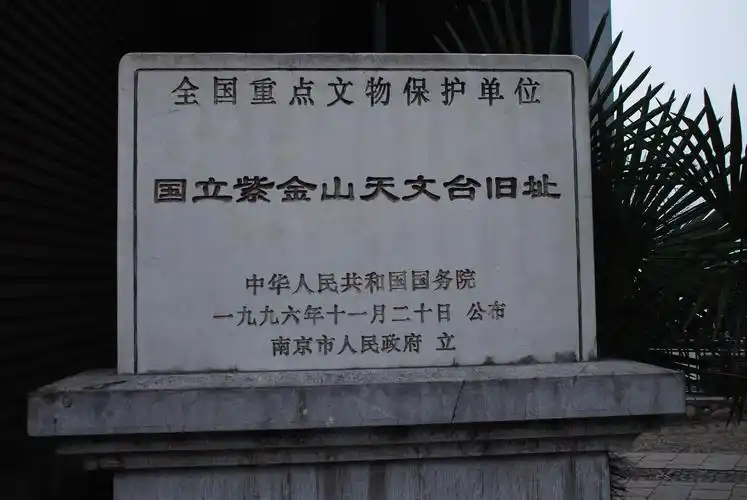 全国重点文物保护单位
国立紫金山天文台旧址
中华人民共和国国务院
一九九六年十一月二十日 公布
南京市人民政府 立